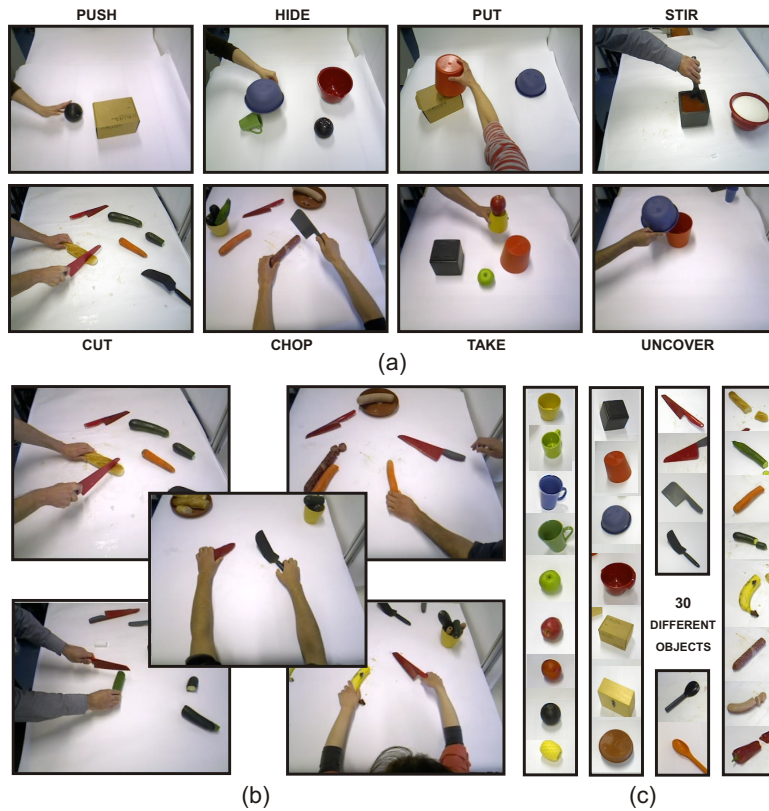 PUSH
HIDE
PUT
STIR
CUT
CHOP
TAKE
UNCOVER
(a)
30
DIFFERENT
OBJECTS
(b)
(c)